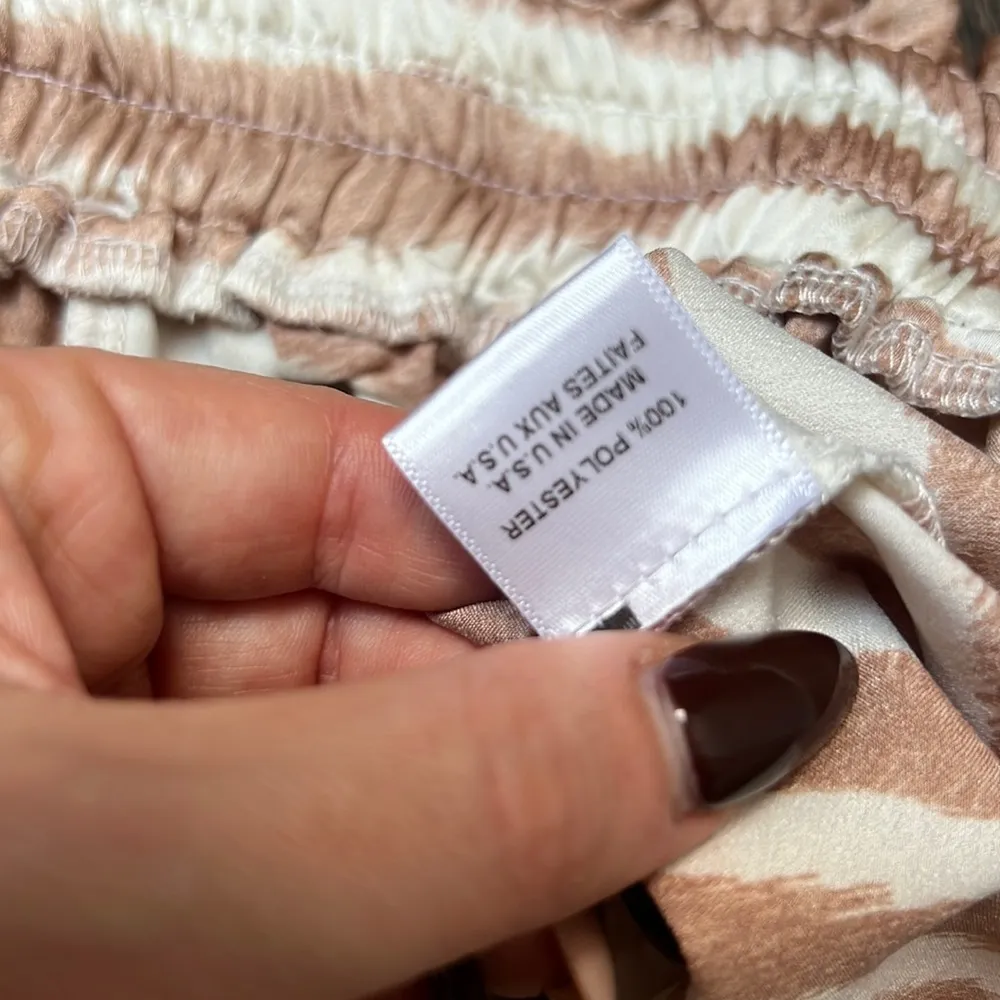 100% POLYESTER
MADE IN U.S.A.
FAITES AUX U.S.A.